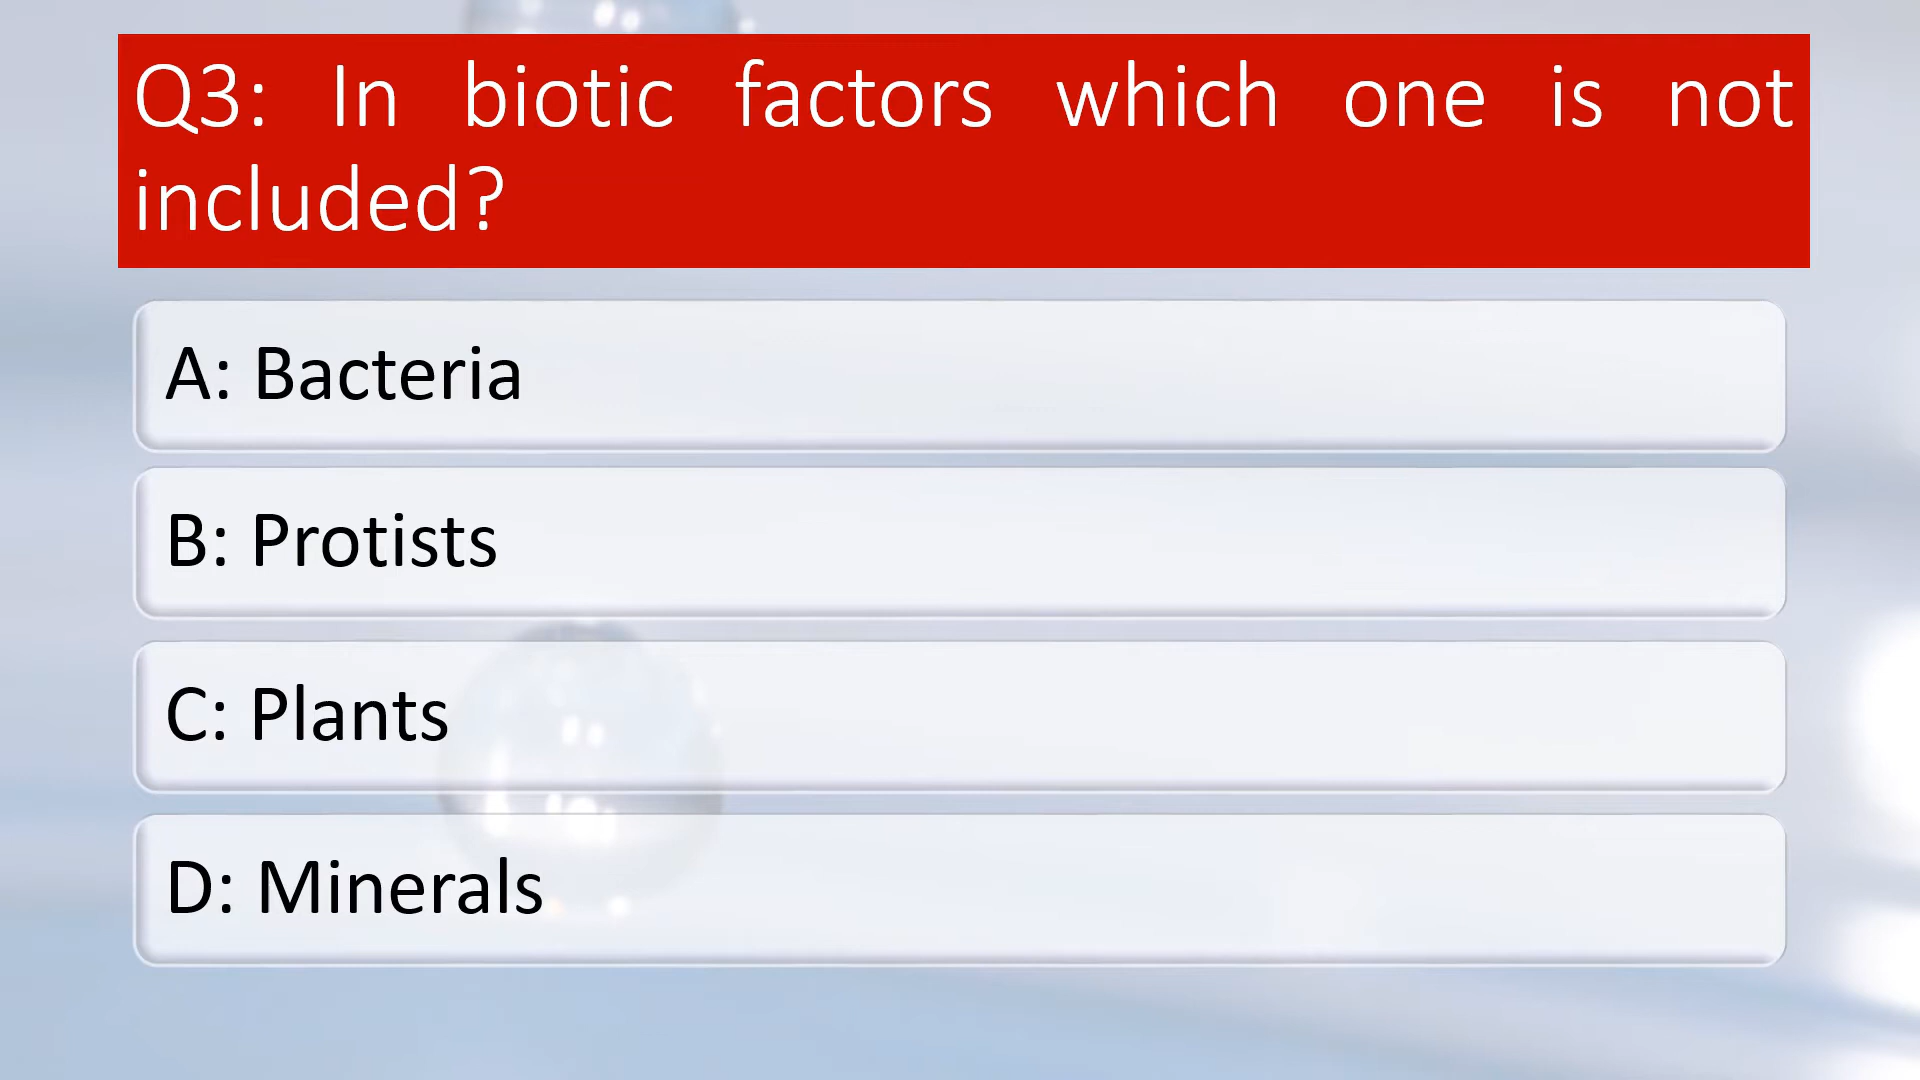 Q3: In biotic factors which one is not
included?
A: Bacteria
B: Protists
C: Plants
D: Minerals